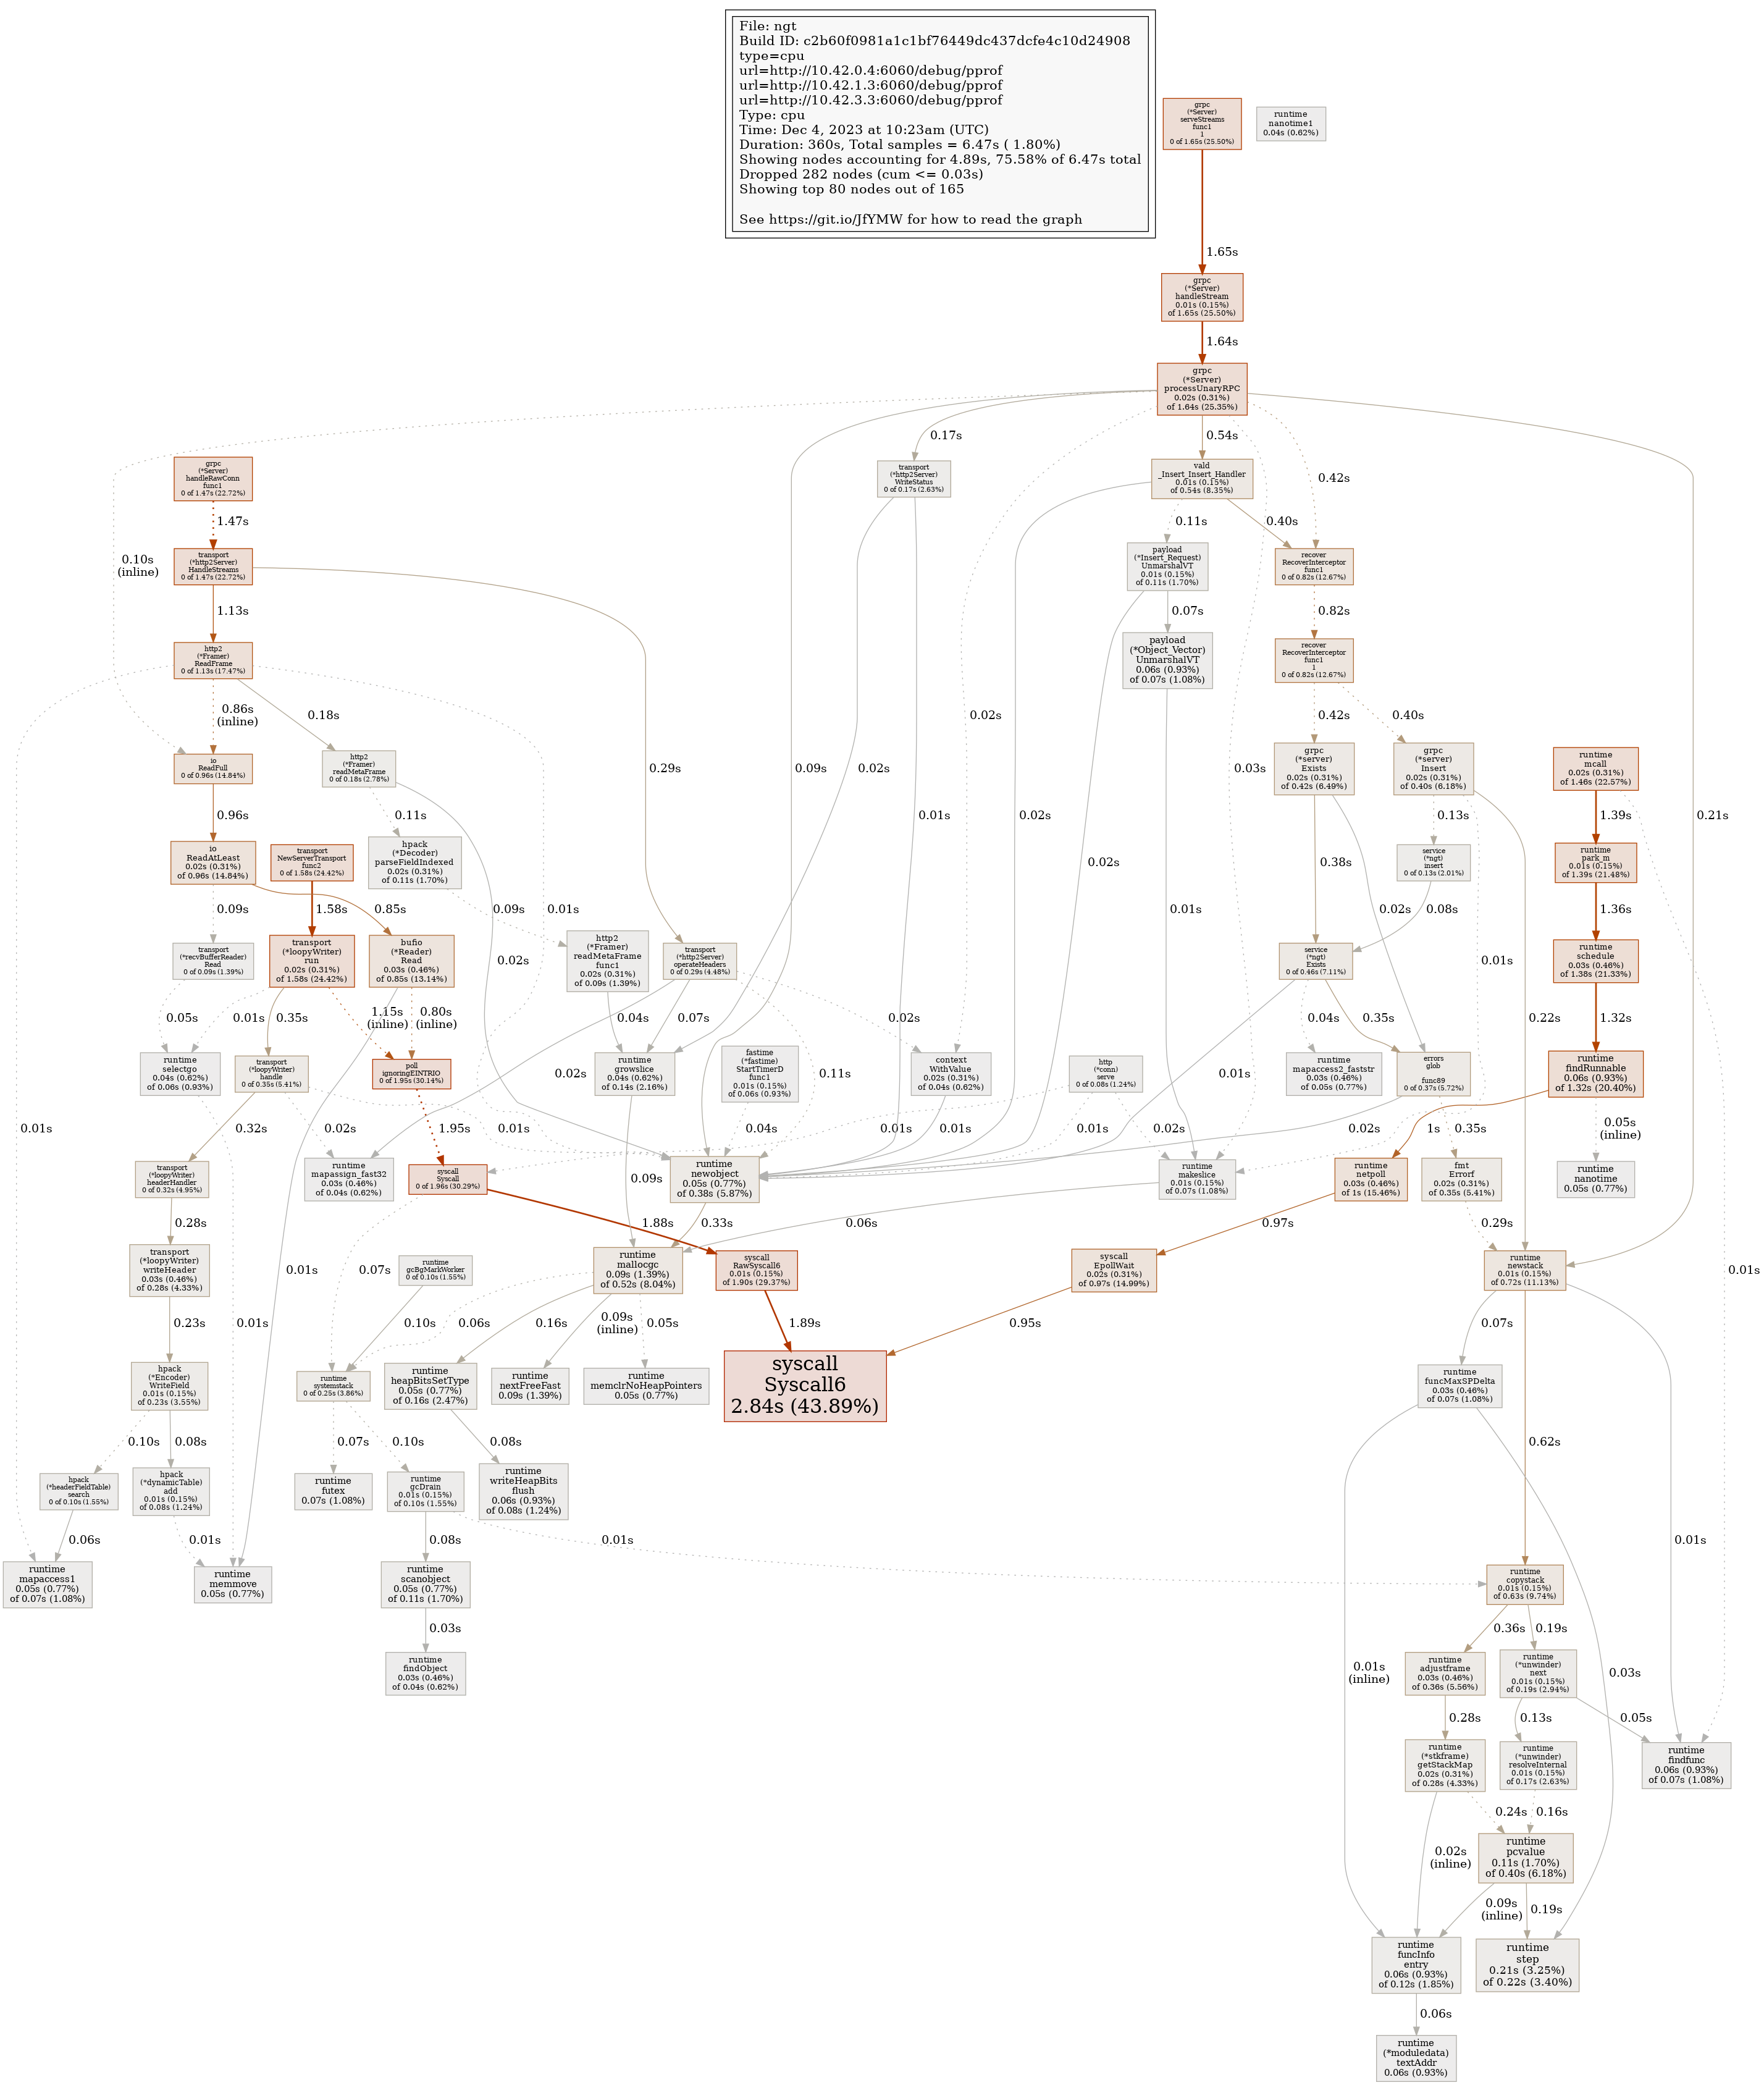 File: ngt
Build ID: c2b60f0981a1c1bf76449dc437dcfe4c10d24908
type=cpu
url=http://10.42.0.4:6060/debug/pprof
url=http://10.42.1.3:6060/debug/pprof
url=http://10.42.3.3:6060/debug/pprof
Type: cpu
Time: Dec 4, 2023 at 10:23am (UTC)
Duration: 360s, Total samples = 6.47s ( 1.80%)
Showing nodes accounting for 4.89s, 75.58% of 6.47s total
Dropped 282 nodes (cum <= 0.03s)
Showing top 80 nodes out of 165
See https://git.io/JfYMW for how to read the graph
grpc
(*Server)
serveStreams
func1
1
0 of 1.65s (25.50%)
runtime
nanotime1
0.04s (0.62%)
1.65s
grpc
(*Server)
handleStream
0.01s (0.15%)
of 1.65s (25.50%)
1.64s
grpc
(*Server)
processUnaryRPC
0.02s (0.31%)
of 1.64s (25.35%)
0.17s
0.54s
0.42s
grpc
(*Server)
handleRawConn
func1
0 of 1.47s (22.72%)
transport
(*http2Server)
WriteStatus
0 of 0.17s (2.63%)
vald
_Insert_Insert_Handler
0.01s (0.15%)
of 0.54s (8.35%)
1.47s
0.11s
0.40s
0.10s
(inline)
transport
(*http2Server)
HandleStreams
0 of 1.47s (22.72%)
payload
(*Insert_Request)
UnmarshalVT
0.01s (0.15%)
of 0.11s (1.70%)
recover
RecoverInterceptor
func1
0 of 0.82s (12.67%)
1.13s
0.07s
0.82s
http2
(*Framer)
ReadFrame
0 of 1.13s (17.47%)
payload
(*Object_Vector)
UnmarshalVT
0.06s (0.93%)
of 0.07s (1.08%)
recover
RecoverInterceptor
func1
1
0 of 0.82s (12.67%)
0.86s
(inline)
0.18s
0.02s
0.42s
0.40s
io
ReadFull
0 of 0.96s (14.84%)
http2
(*Framer)
readMetaFrame
0 of 0.18s (2.78%)
0.29s
0.09s
0.02s
0.03s
grpc
(*server)
Exists
0.02s (0.31%)
of 0.42s (6.49%)
grpc
(*server)
Insert
0.02s (0.31%)
of 0.40s (6.18%)
runtime
mcall
0.02s (0.31%)
of 1.46s (22.57%)
0.96s
0.11s
0.01s
0.02s
0.13s
1.39s
0.21s
io
ReadAtLeast
0.02s (0.31%)
of 0.96s (14.84%)
transport
NewServerTransport
func2
0 of 1.58s (24.42%)
hpack
(*Decoder)
parseFieldIndexed
0.02s (0.31%)
of 0.11s (1.70%)
0.02s
0.38s
service
(*ngt)
insert
0 of 0.13s (2.01%)
runtime
park_m
0.01s (0.15%)
of 1.39s (21.48%)
0.09s
1.58s
0.85s
0.09s
0.01s
0.01s
0.02s
0.08s
1.36s
transport
(*recvBufferReader)
Read
0 of 0.09s (1.39%)
transport
(*loopyWriter)
run
0.02s (0.31%)
of 1.58s (24.42%)
bufio
(*Reader)
Read
0.03s (0.46%)
of 0.85s (13.14%)
0.02s
http2
(*Framer)
readMetaFrame
func1
0.02s (0.31%)
of 0.09s (1.39%)
transport
(*http2Server)
operateHeaders
0 of 0.29s (4.48%)
service
(*ngt)
Exists
0 of 0.46s (7.11%)
0.01s
runtime
schedule
0.03s (0.46%)
of 1.38s (21.33%)
0.05s
0.01s
0.35s
1.15s
(inline)
0.80s
(inline)
0.04s
0.07s
0.02s
0.04s
0.35s
0.22s
1.32s
runtime
selectgo
0.04s (0.62%)
of 0.06s (0.93%)
transport
(*loopyWriter)
handle
0 of 0.35s (5.41%)
poll
ignoringEINTRIO
0 of 1.95s (30.14%)
0.02s
runtime
growslice
0.04s (0.62%)
of 0.14s (2.16%)
fastime
(*fastime)
StartTimerD
func1
0.01s (0.15%)
of 0.06s (0.93%)
0.11s
context
WithValue
0.02s (0.31%)
of 0.04s (0.62%)
http
(*conn)
serve
0 of 0.08s (1.24%)
0.01s
runtime
mapaccess2_faststr
0.03s (0.46%)
of 0.05s (0.77%)
errors
glob

func89
0 of 0.37s (5.72%)
runtime
findRunnable
0.06s (0.93%)
of 1.32s (20.40%)
0.01s
0.32s
0.02s
1.95s
0.01s
0.04s
0.01s
0.01s
0.01s
0.02s
0.02s
0.35s
1s
0.05s
(inline)
transport
(*loopyWriter)
headerHandler
0 of 0.32s (4.95%)
runtime
mapassign_fast32
0.03s (0.46%)
of 0.04s (0.62%)
syscall
Syscall
0 of 1.96s (30.29%)
0.09s
runtime
newobject
0.05s (0.77%)
of 0.38s (5.87%)
runtime
makeslice
0.01s (0.15%)
of 0.07s (1.08%)
runtime
netpoll
0.03s (0.46%)
of 1s (15.46%)
fmt
Errorf
0.02s (0.31%)
of 0.35s (5.41%)
runtime
nanotime
0.05s (0.77%)
0.28s
1.88s
0.33s
0.06s
0.97s
0.29s
transport
(*loopyWriter)
writeHeader
0.03s (0.46%)
of 0.28s (4.33%)
0.01s
0.07s
runtime
gcBgMarkWorker
0 of 0.10s (1.55%)
runtime
mallocgc
0.09s (1.39%)
of 0.52s (8.04%)
syscall
RawSyscall6
0.01s (0.15%)
of 1.90s (29.37%)
syscall
EpollWait
0.02s (0.31%)
of 0.97s (14.99%)
runtime
newstack
0.01s (0.15%)
of 0.72s (11.13%)
0.01s
0.23s
0.01s
0.10s
0.06s
0.16s
0.09s
(inline)
0.05s
1.89s
0.95s
0.07s
hpack
(*Encoder)
WriteField
0.01s (0.15%)
of 0.23s (3.55%)
runtime
systemstack
0 of 0.25s (3.86%)
runtime
heapBitsSetType
0.05s (0.77%)
of 0.16s (2.47%)
runtime
nextFreeFast
0.09s (1.39%)
runtime
memclrNoHeapPointers
0.05s (0.77%)
syscall
Syscall6
2.84s (43.89%)
runtime
funcMaxSPDelta
0.03s (0.46%)
of 0.07s (1.08%)
0.10s
0.08s
0.07s
0.10s
0.08s
0.62s
hpack
(*headerFieldTable)
search
0 of 0.10s (1.55%)
hpack
(*dynamicTable)
add
0.01s (0.15%)
of 0.08s (1.24%)
runtime
futex
0.07s (1.08%)
runtime
gcDrain
0.01s (0.15%)
of 0.10s (1.55%)
runtime
writeHeapBits
flush
0.06s (0.93%)
of 0.08s (1.24%)
0.06s
0.01s
0.08s
0.01s
0.01s
runtime
mapaccess1
0.05s (0.77%)
of 0.07s (1.08%)
runtime
memmove
0.05s (0.77%)
runtime
scanobject
0.05s (0.77%)
of 0.11s (1.70%)
runtime
copystack
0.01s (0.15%)
of 0.63s (9.74%)
0.03s
0.36s
0.19s
runtime
findObject
0.03s (0.46%)
of 0.04s (0.62%)
0.01s
(inline)
runtime
adjustframe
0.03s (0.46%)
of 0.36s (5.56%)
runtime
(*unwinder)
next
0.01s (0.15%)
of 0.19s (2.94%)
0.03s
0.28s
0.13s
0.05s
runtime
(*stkframe)
getStackMap
0.02s (0.31%)
of 0.28s (4.33%)
runtime
(*unwinder)
resolveInternal
0.01s (0.15%)
of 0.17s (2.63%)
runtime
findfunc
0.06s (0.93%)
of 0.07s (1.08%)
0.24s
0.16s
0.02s
(inline)
runtime
pcvalue
0.11s (1.70%)
of 0.40s (6.18%)
0.09s
(inline)
0.19s
runtime
funcInfo
entry
0.06s (0.93%)
of 0.12s (1.85%)
runtime
step
0.21s (3.25%)
of 0.22s (3.40%)
0.06s
runtime
(*moduledata)
textAddr
0.06s (0.93%)